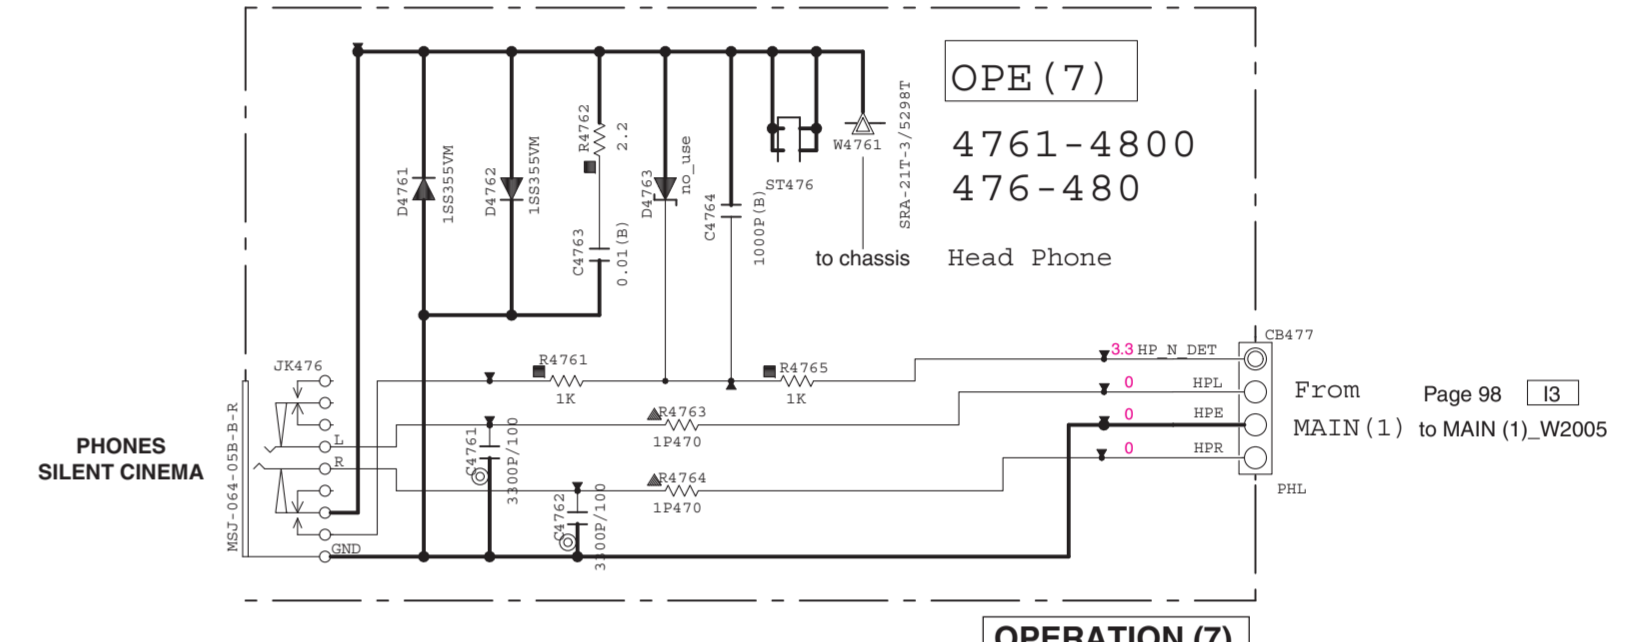 OPE(7)
4761-4800
476-480
Head Phone
D4761
1SS355VM
D4762
1SS355VM
R4762
2.2
C4763
0.01(B)
D4763
no_use
C4764
1000P(B)
ST476
W4761
SRA-21T-3/5298T
to chassis
PHONES
SILENT CINEMA
MSJ-064-05B-B-R
JK476
L
R
GND
R4761
1K
R4765
1K
R4763
1P470
R4764
1P470
C4761
3300P/100
C4762
3300P/100
3.3 HP_N_DET
0 HPL
0 HPE
0 HPR
CB477
PHL
From
MAIN(1)
Page 98 I3
to MAIN (1)_W2005
OPERATION (7)